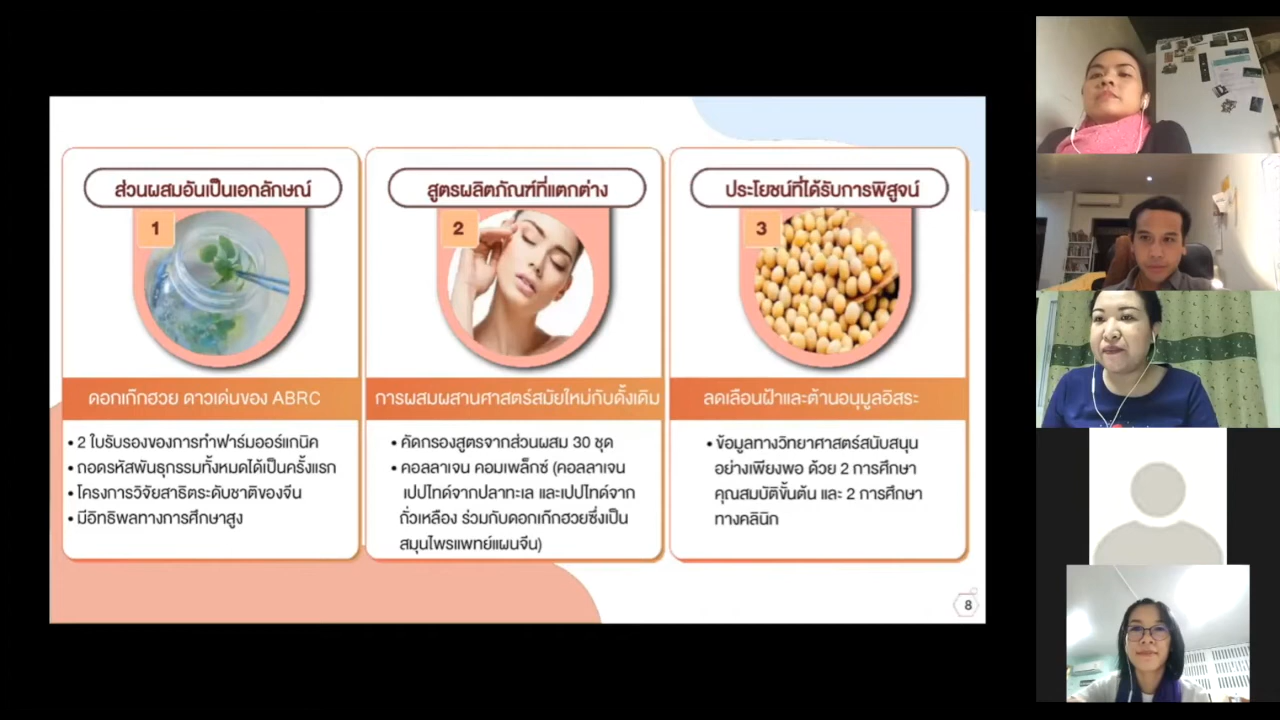 ส่วนผสมอันเป็นเอกลักษณ์
1
ดอกเก๊กฮวย ดาวเด่นของ ABRC
• 2 ใบรับรองของการทำฟาร์มออร์แกนิค
• ถอดรหัสพันธุกรรมทั้งหมดได้เป็นครั้งแรก
• โครงการวิจัยสาธิตระดับชาติของจีน
• มีอิทธิพลทางการศึกษาสูง
สูตรผลิตภัณฑ์ที่แตกต่าง
2
การผสมผสานศาสตร์สมัยใหม่กับดั้งเดิม
• คัดกรองสูตรจากส่วนผสม 30 ชุด
• คอลลาเจน คอมเพล็กซ์ (คอลลาเจน
เปปไทด์จากปลาทะเล และเปปไทด์จาก
ถั่วเหลือง ร่วมกับดอกเก๊กฮวยซึ่งเป็น
สมุนไพรแพทย์แผนจีน)
ประโยชน์ที่ได้รับการพิสูจน์
3
ลดเลือนฝ้าและต้านอนุมูลอิสระ
• ข้อมูลทางวิทยาศาสตร์สนับสนุน
อย่างเพียงพอ ด้วย 2 การศึกษา
คุณสมบัติขั้นต้น และ 2 การศึกษา
ทางคลินิก
8